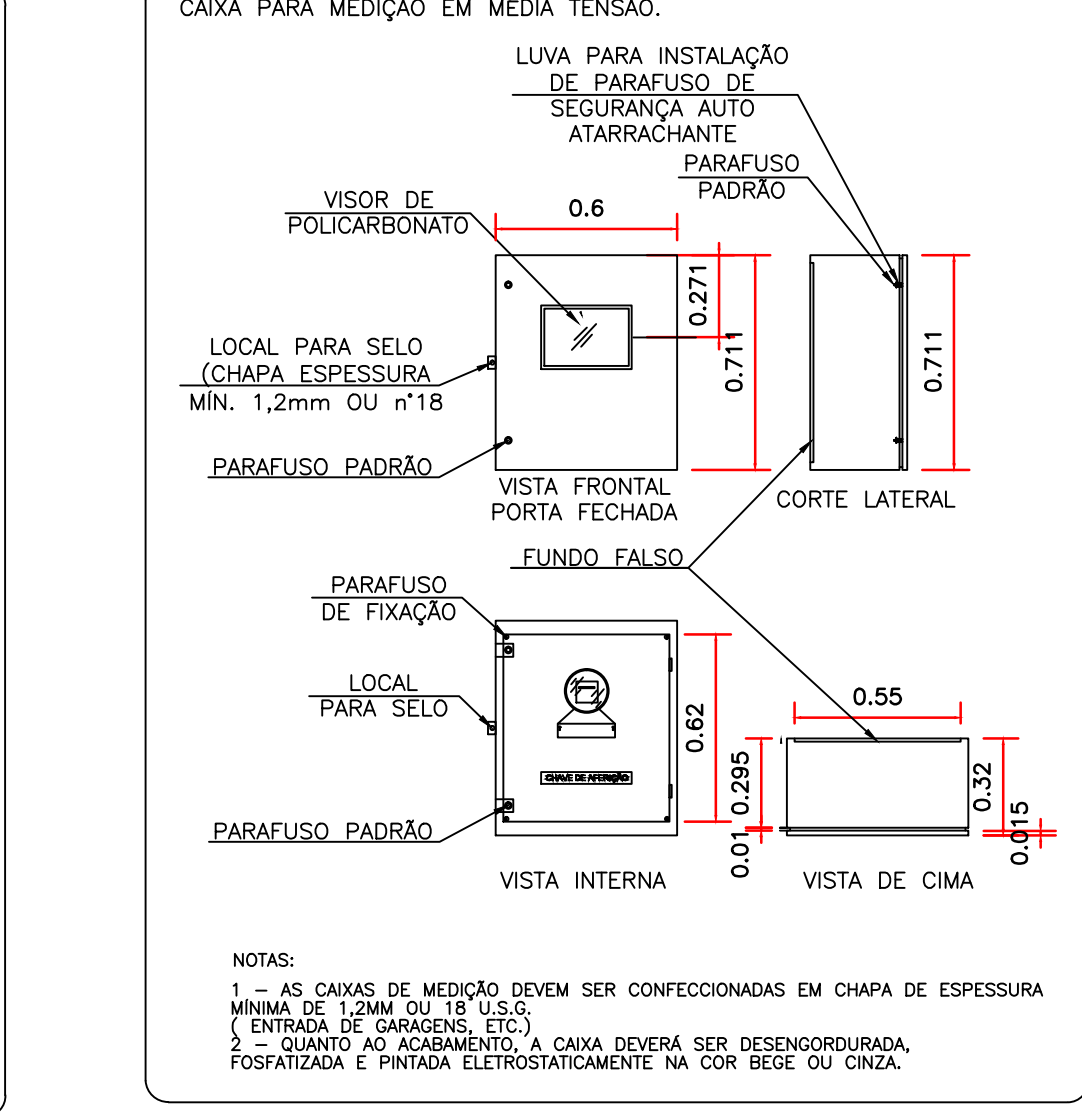 CAIXA PARA MEDIÇÃO EM MÉDIA TENSÃO.
LUVA PARA INSTALAÇÃO
DE PARAFUSO DE
SEGURANÇA AUTO
ATARRACHANTE
PARAFUSO
PADRÃO
VISOR DE
POLICARBONATO
0.6
0.271
0.711
0.711
LOCAL PARA SELO
(CHAPA ESPESSURA
MÍN. 1,2mm OU n°18
PARAFUSO PADRÃO
VISTA FRONTAL
PORTA FECHADA
CORTE LATERAL
FUNDO FALSO
PARAFUSO
DE FIXAÇÃO
LOCAL
PARA SELO
0.62
0.55
0.295
0.32
0.01
0.015
CHAVE DE AFERIÇÃO
PARAFUSO PADRÃO
VISTA INTERNA
VISTA DE CIMA
NOTAS:
1 – AS CAIXAS DE MEDIÇÃO DEVEM SER CONFECCIONADAS EM CHAPA DE ESPESSURA
MÍNIMA DE 1,2MM OU 18 U.S.G.
( ENTRADA DE GARAGENS, ETC.)
2 – QUANTO AO ACABAMENTO, A CAIXA DEVERÁ SER DESENGORDURADA,
FOSFATIZADA E PINTADA ELETROSTATICAMENTE NA COR BEGE OU CINZA.